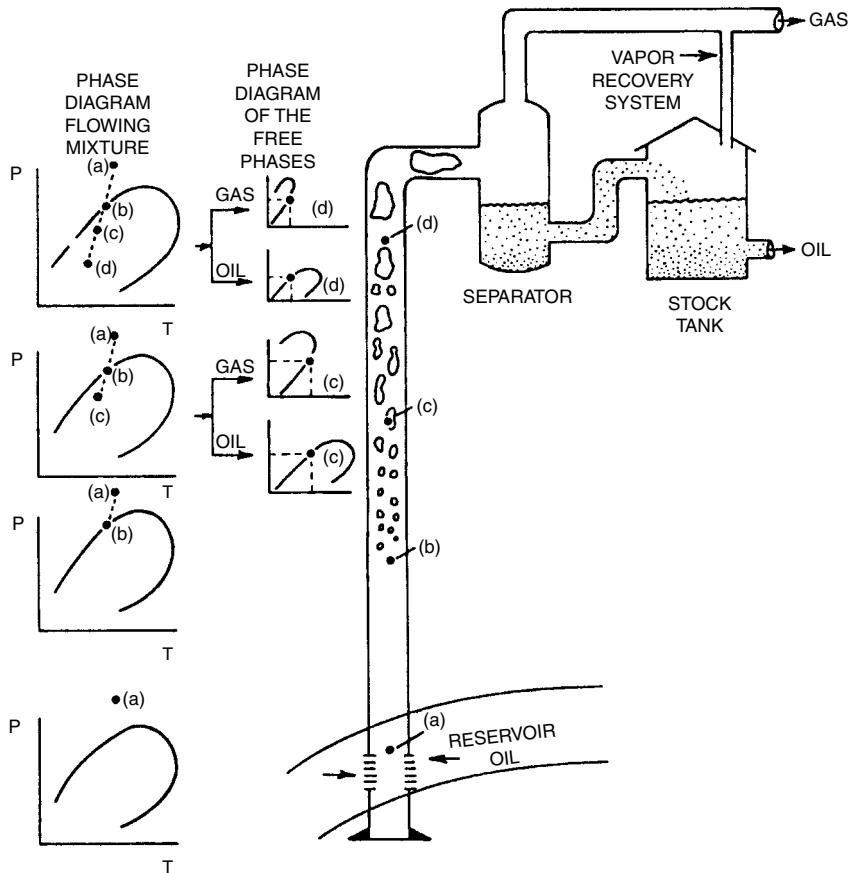 GAS
VAPOR
RECOVERY
SYSTEM
PHASE
DIAGRAM
FLOWING
MIXTURE
PHASE
DIAGRAM
OF THE
FREE
PHASES
P
(a)
(b)
(c)
(d)
T
GAS
(d)
OIL
(d)
(d)
SEPARATOR
OIL
STOCK
TANK
P
(a)
(b)
(c)
T
GAS
(c)
OIL
(c)
(c)
P
(a)
(b)
T
(b)
P
(a)
T
(a)
RESERVOIR
OIL